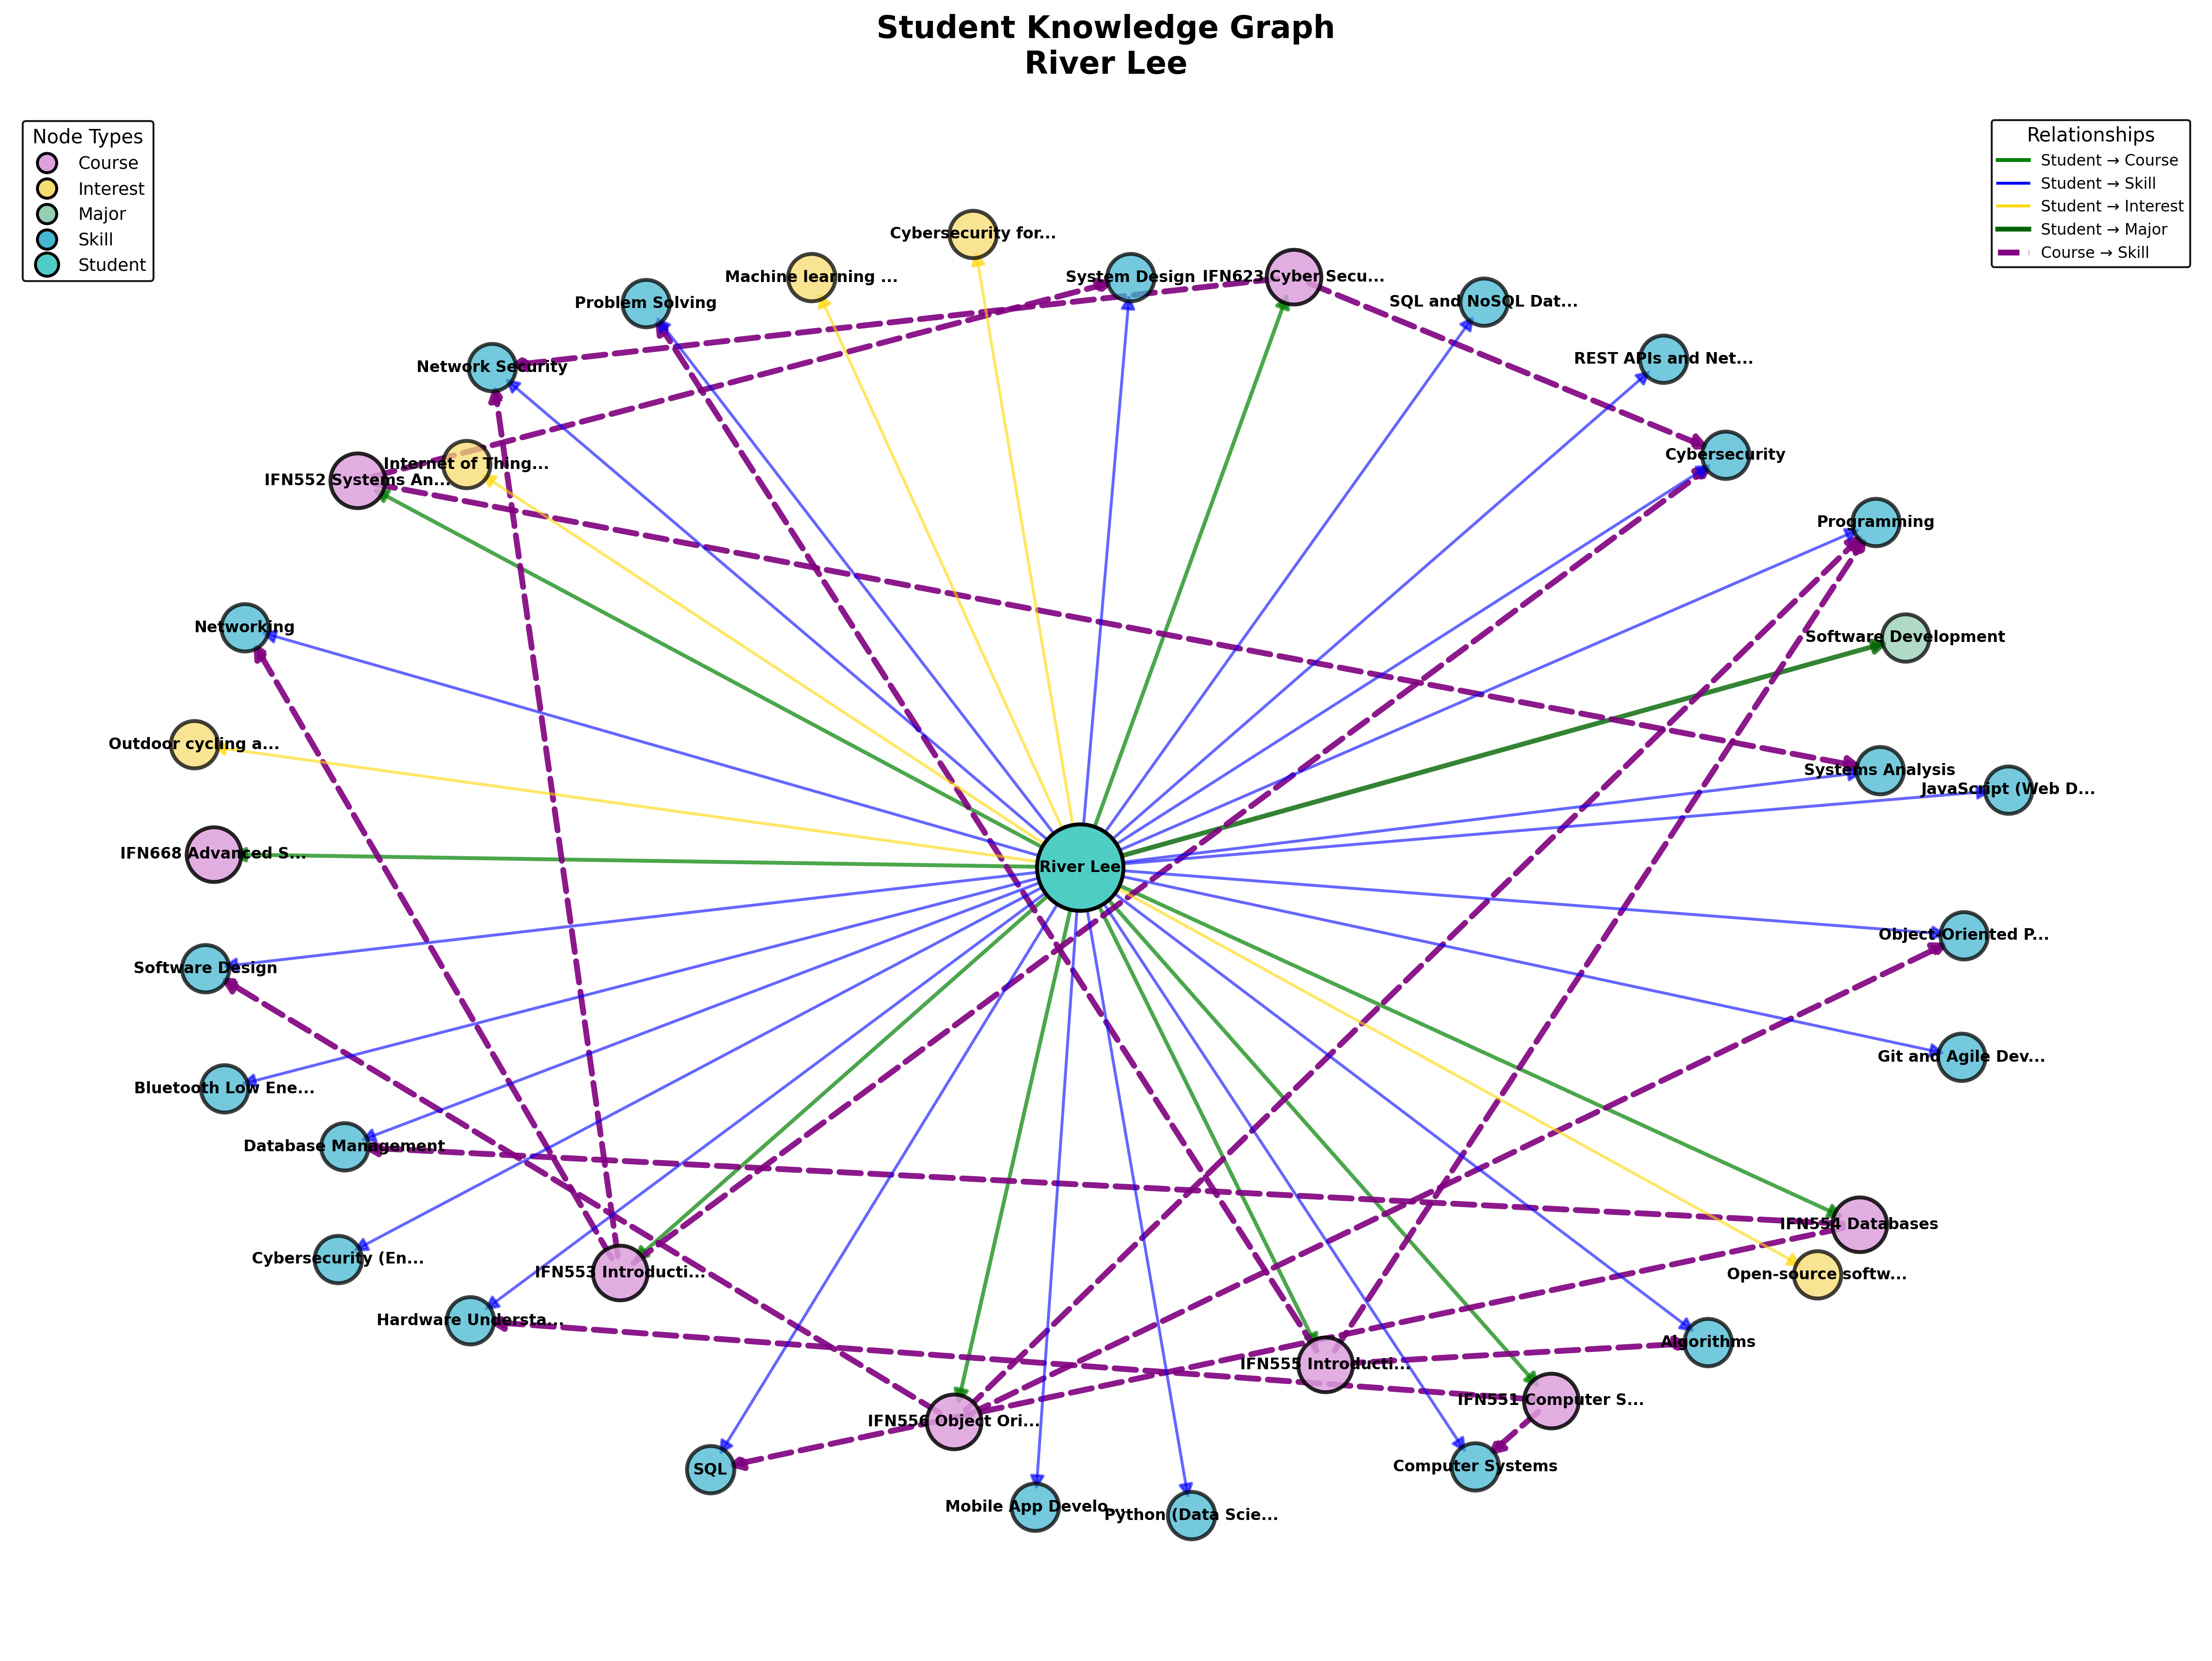 Student Knowledge Graph
River Lee
Node Types
Course
Interest
Major
Skill
Student
Relationships
Student → Course
Student → Skill
Student → Interest
Student → Major
Course → Skill
Cybersecurity for...
Machine learning ...
System Design
IFN623 Cyber Secu...
Problem Solving
SQL and NoSQL Dat...
REST APIs and Net...
Network Security
Cybersecurity
Internet of Thing...
IFN552 Systems An...
Programming
Networking
Software Development
Outdoor cycling a...
Systems Analysis
JavaScript (Web D...
IFN668 Advanced S...
River Lee
Object-Oriented P...
Software Design
Git and Agile Dev...
Bluetooth Low Ene...
Database Management
IFN554 Databases
Cybersecurity (En...
IFN553 Introducti...
Open-source softw...
Hardware Understa...
Algorithms
IFN555 Introducti...
IFN551 Computer S...
IFN556 Object Ori...
SQL
Computer Systems
Mobile App Develo...
Python (Data Scie...